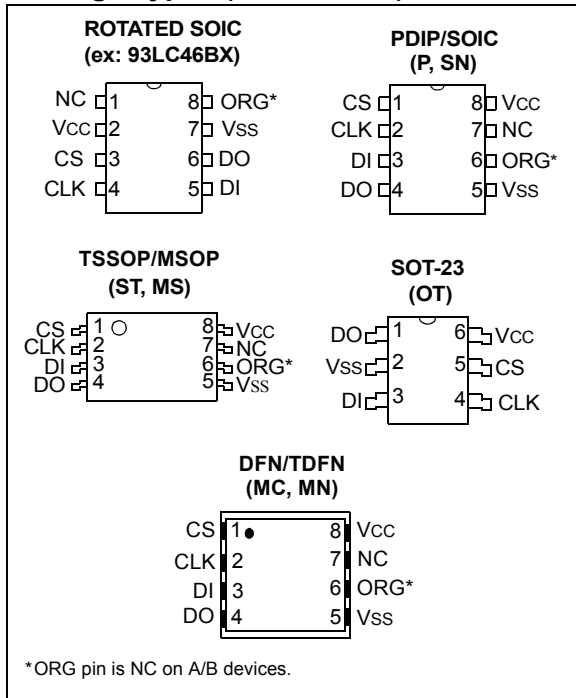 ROTATED SOIC
(ex: 93LC46BX)
NC 1 8 ORG*
VCC 2 7 VSS
CS 3 6 DO
CLK 4 5 DI
PDIP/SOIC
(P, SN)
CS 1 8 VCC
CLK 2 7 NC
DI 3 6 ORG*
DO 4 5 VSS
TSSOP/MSOP
(ST, MS)
CS 1 8 VCC
CLK 2 7 NC
DI 3 6 ORG*
DO 4 5 VSS
SOT-23
(OT)
DO 1 6 VCC
VSS 2 5 CS
DI 3 4 CLK
DFN/TDFN
(MC, MN)
CS 1 8 VCC
CLK 2 7 NC
DI 3 6 ORG*
DO 4 5 VSS
*ORG pin is NC on A/B devices.